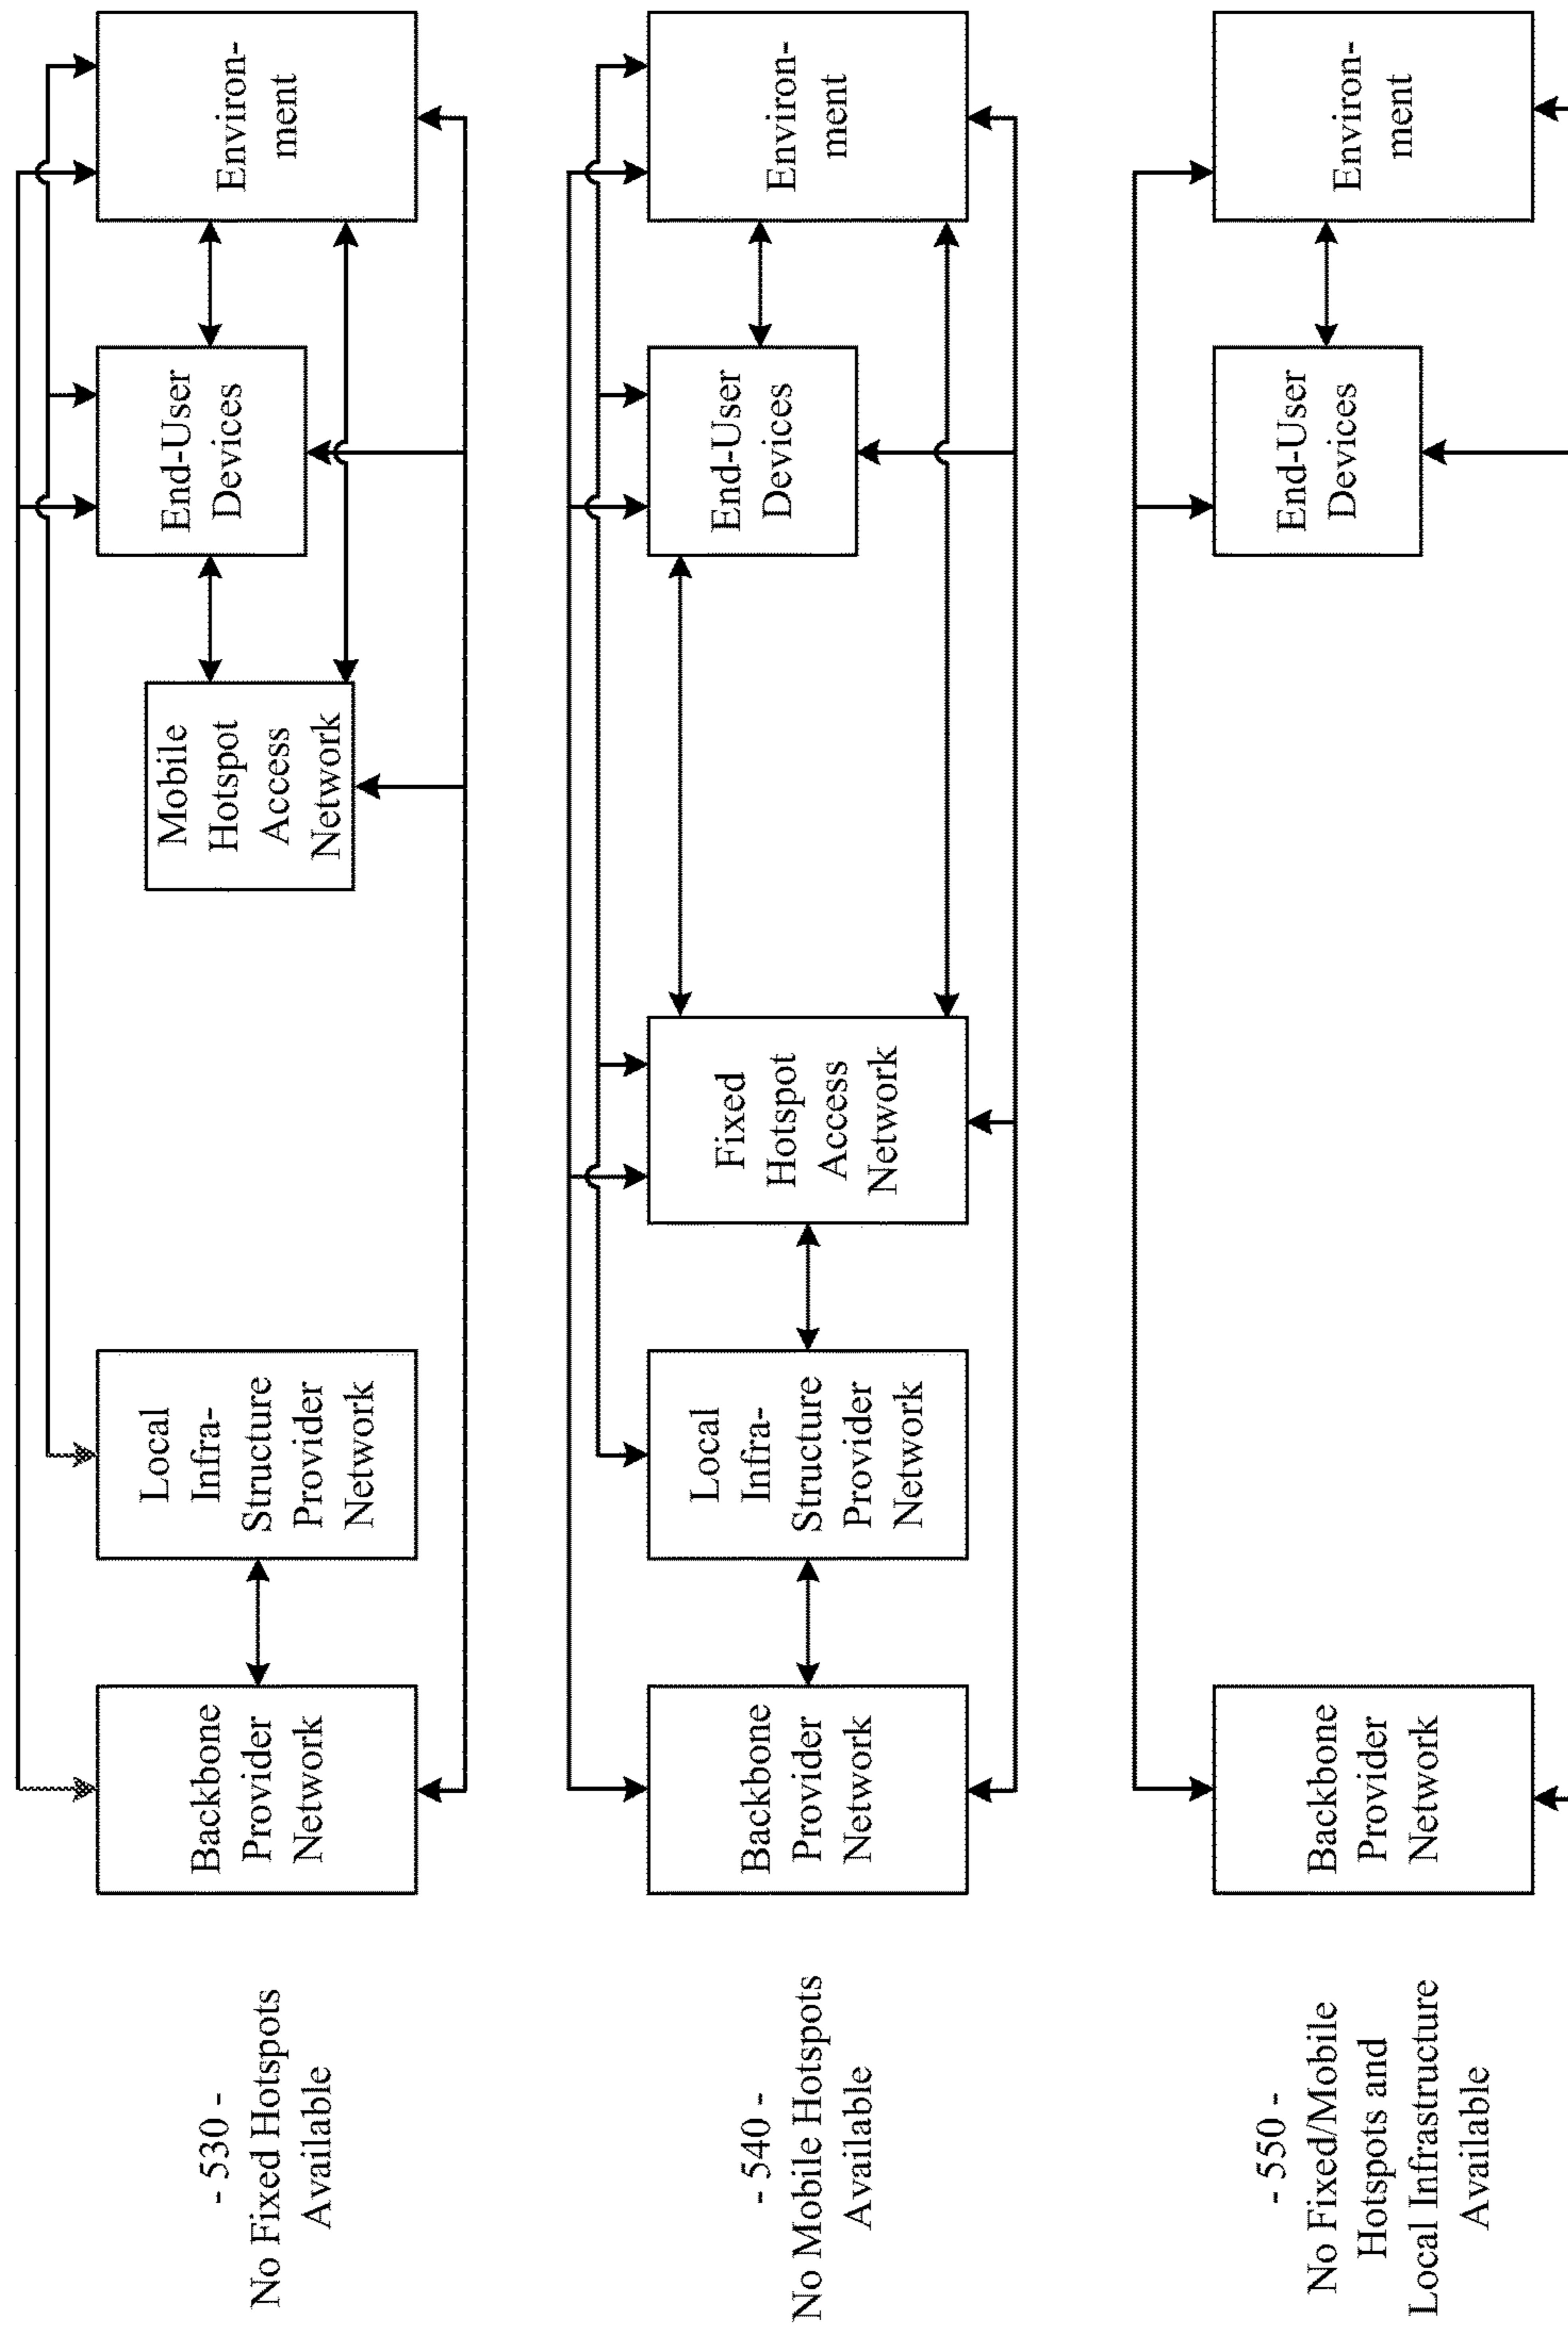 - 530 -
No Fixed Hotspots
Available
Backbone
Provider
Network
Local
Infra-
Structure
Provider
Network
Mobile
Hotspot
Access
Network
End-User
Devices
Environ-
ment
- 540 -
No Mobile Hotspots
Available
Backbone
Provider
Network
Local
Infra-
Structure
Provider
Network
Fixed
Hotspot
Access
Network
End-User
Devices
Environ-
ment
- 550 -
No Fixed/Mobile
Hotspots and
Local Infrastructure
Available
Backbone
Provider
Network
End-User
Devices
Environ-
ment